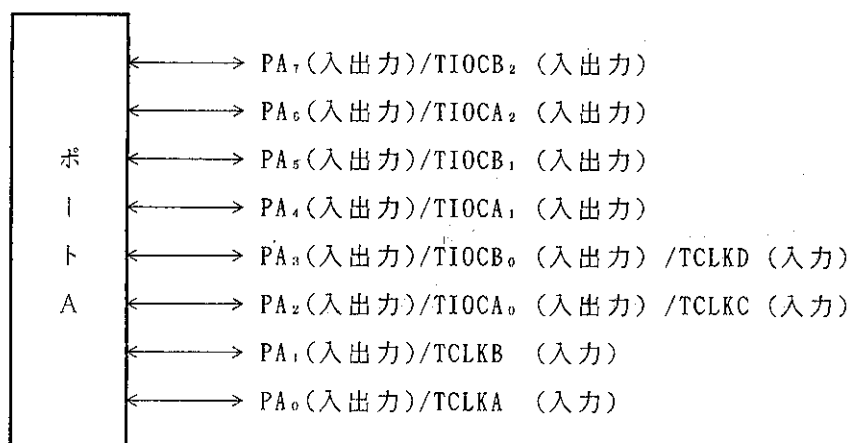 ポートA
PA₇(入出力)/TIOCB₂ (入出力)
PA₆(入出力)/TIOCA₂ (入出力)
PA₅(入出力)/TIOCB₁ (入出力)
PA₄(入出力)/TIOCA₁ (入出力)
PA₃(入出力)/TIOCB₀ (入出力) /TCLKD (入力)
PA₂(入出力)/TIOCA₀ (入出力) /TCLKC (入力)
PA₁(入出力)/TCLKB (入力)
PA₀(入出力)/TCLKA (入力)